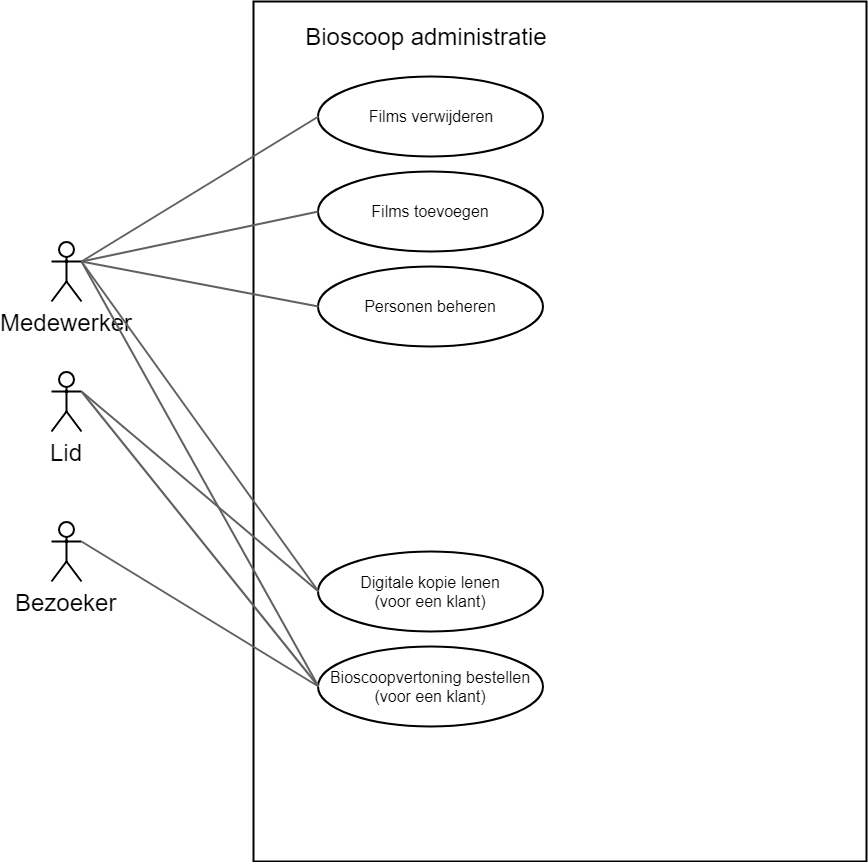 Bioscoop administratie
Films verwijderen
Films toevoegen
Personen beheren
Medewerker
Lid
Bezoeker
Digitale kopie lenen
(voor een klant)
Bioscoopvertoning bestellen
(voor een klant)